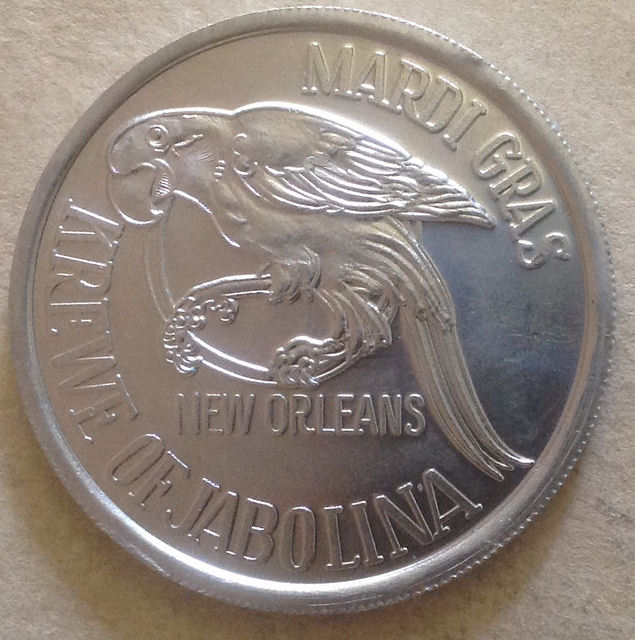 MARDI GRAS
NEW ORLEANS
KREWE OF JABOLINA